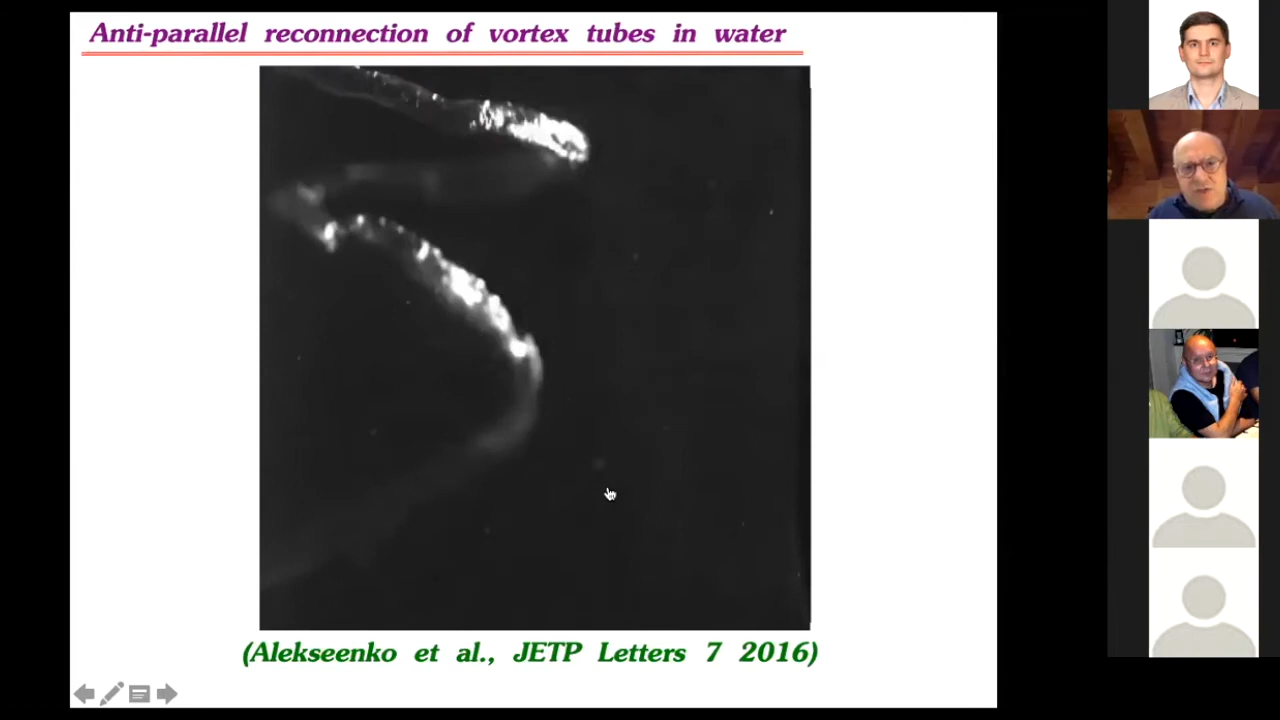 Anti-parallel reconnection of vortex tubes in water
(Alekseenko et al., JETP Letters 7 2016)